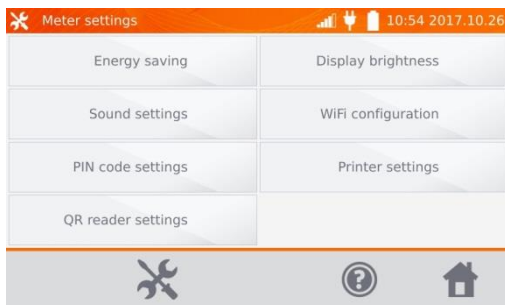 Meter settings
10:54 2017.10.26
Energy saving
Display brightness
Sound settings
WiFi configuration
PIN code settings
Printer settings
QR reader settings
?